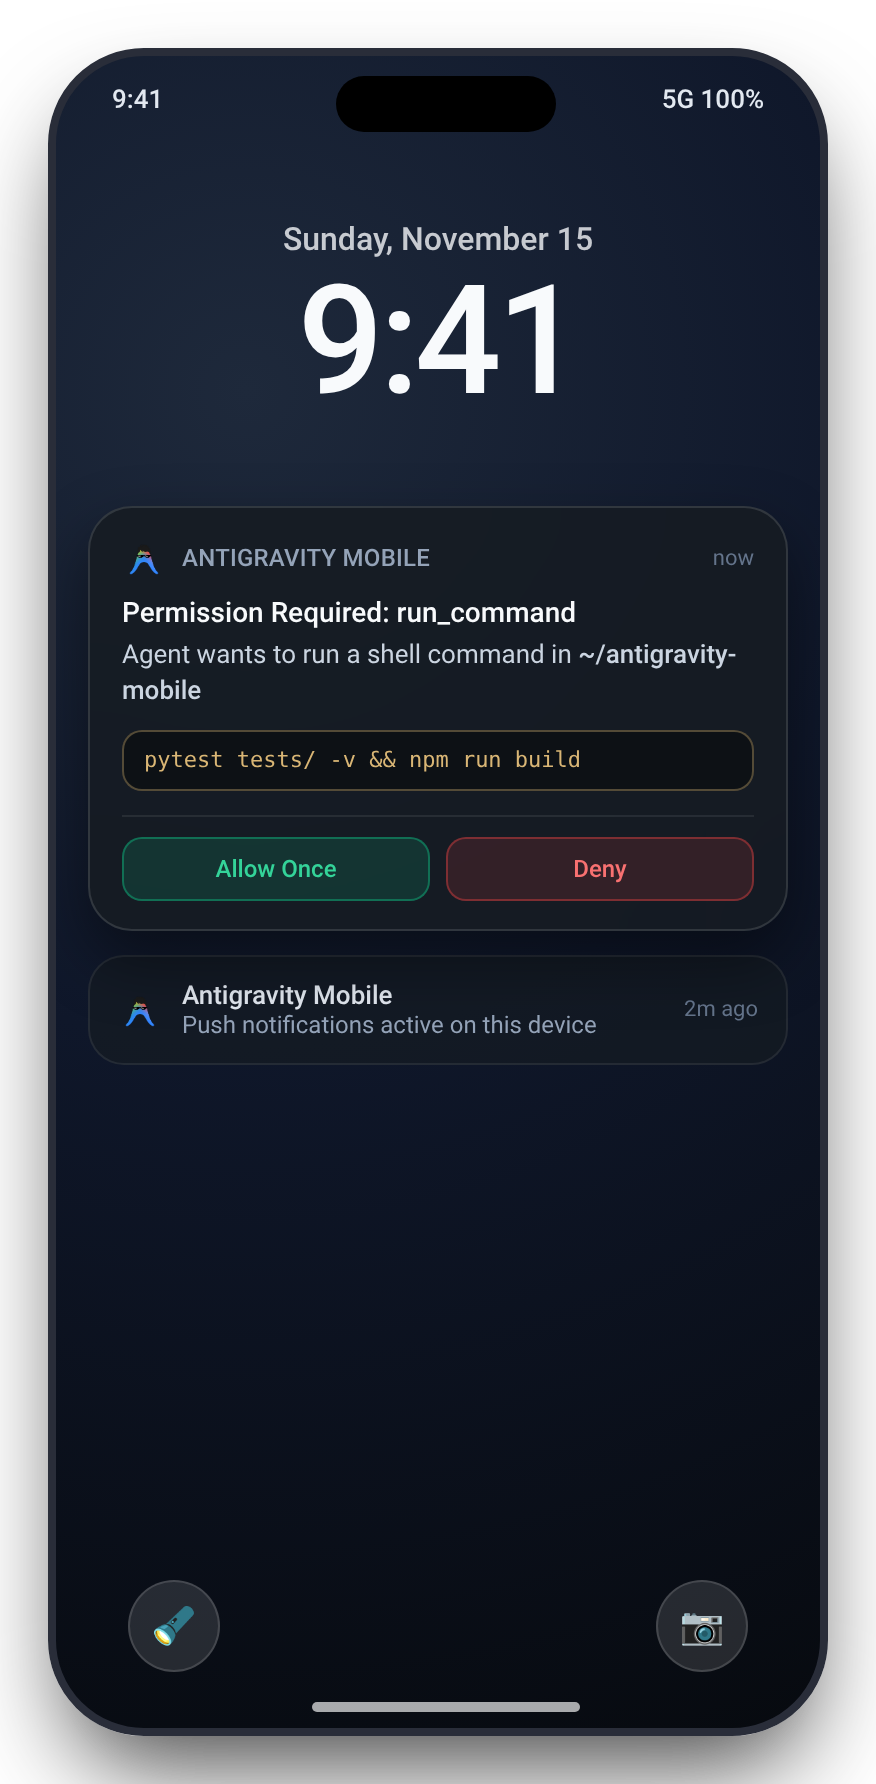 9:41
5G 100%
Sunday, November 15
9:41
ANTIGRAVITY MOBILE
now
Permission Required: run_command
Agent wants to run a shell command in ~/antigravity-
mobile
pytest tests/ -v && npm run build
Allow Once
Deny
Antigravity Mobile
Push notifications active on this device
2m ago